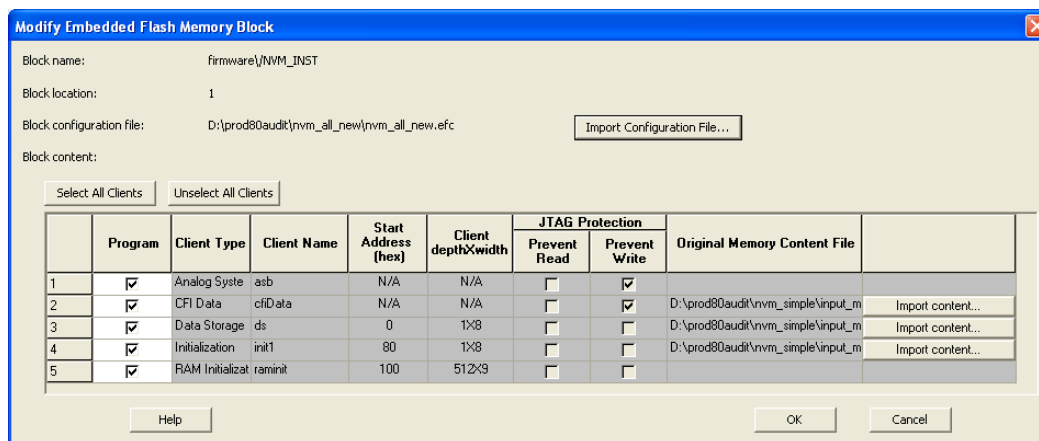 Modify Embedded Flash Memory Block
Block name: firmware\/NVM_INST
Block location: 1
Block configuration file: D:\prod80audit\nvm_all_new\nvm_all_new.efc Import Configuration File...
Block content:
Select All Clients Unselect All Clients
Program Client Type Client Name Start Address (hex) Client depthXwidth JTAG Protection Prevent Read Prevent Write Original Memory Content File
1 Analog Syste asb N/A N/A
2 CFI Data cfiData N/A N/A D:\prod80audit\nvm_simple\input_m Import content...
3 Data Storage ds 0 1X8 D:\prod80audit\nvm_simple\input_m Import content...
4 Initialization init1 80 1X8 D:\prod80audit\nvm_simple\input_m Import content...
5 RAM Initializat raminit 100 512X9
Help OK Cancel